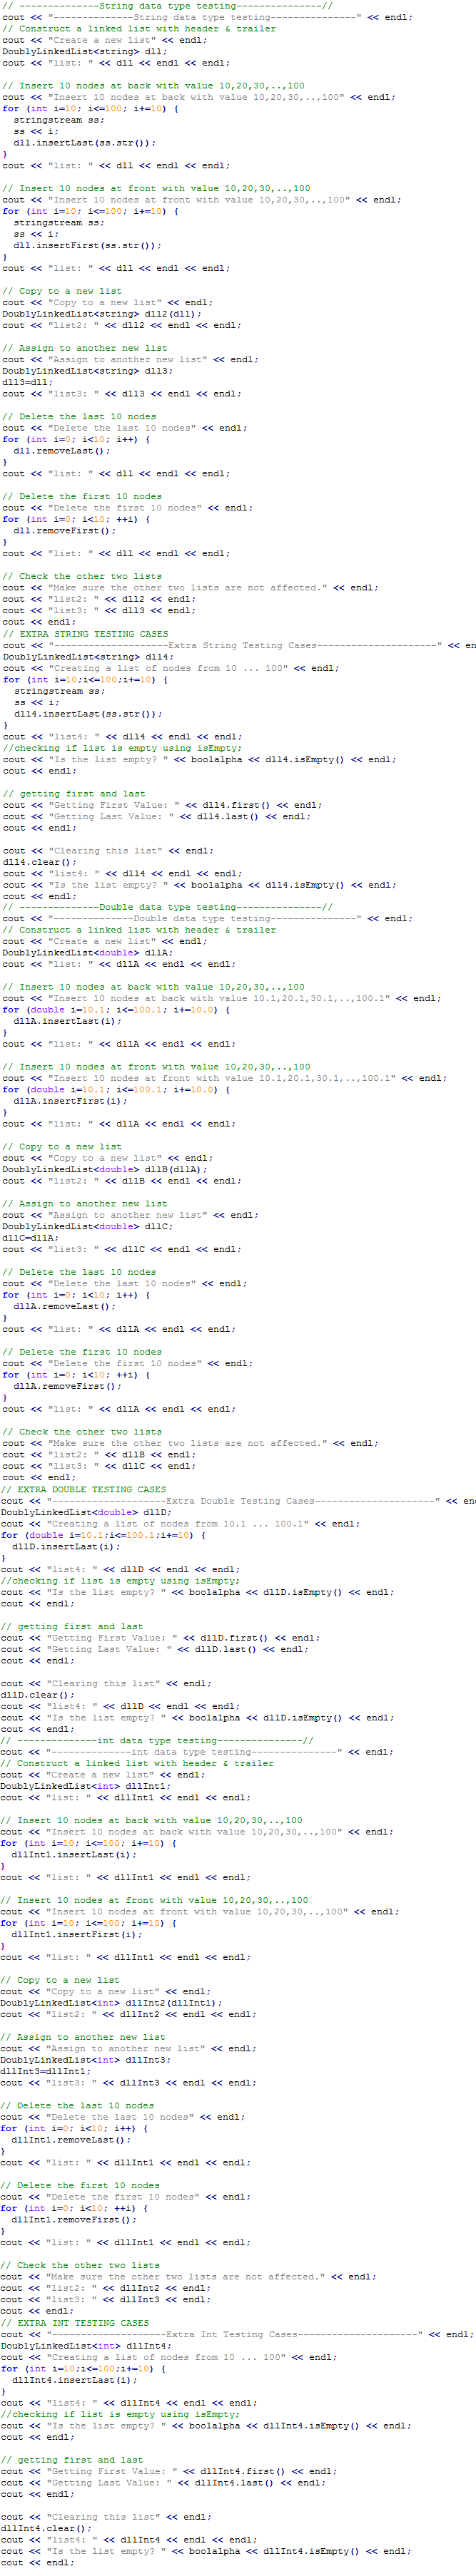 // --------------String data type testing---------------//
cout << "--------------String data type testing---------------" << endl;
// Construct a linked list with header & trailer
cout << "Create a new list" << endl;
DoublyLinkedList<string> dll;
cout << "list: " << dll << endl << endl;

// Insert 10 nodes at back with value 10,20,30,..,100
cout << "Insert 10 nodes at back with value 10,20,30,..,100" << endl;
for (int i=10; i<=100; i+=10) {
  stringstream ss;
  ss << i;
  dll.insertLast(ss.str());
}
cout << "list: " << dll << endl << endl;

// Insert 10 nodes at front with value 10,20,30,..,100
cout << "Insert 10 nodes at front with value 10,20,30,..,100" << endl;
for (int i=10; i<=100; i+=10) {
  stringstream ss;
  ss << i;
  dll.insertFirst(ss.str());
}
cout << "list: " << dll << endl << endl;

// Copy to a new list
cout << "Copy to a new list" << endl;
DoublyLinkedList<string> dll2(dll);
cout << "list2: " << dll2 << endl << endl;

// Assign to another new list
cout << "Assign to another new list" << endl;
DoublyLinkedList<string> dll3;
dll3=dll;
cout << "list3: " << dll3 << endl << endl;

// Delete the last 10 nodes
cout << "Delete the last 10 nodes" << endl;
for (int i=0; i<10; i++) {
  dll.removeLast();
}
cout << "list: " << dll << endl << endl;

// Delete the first 10 nodes
cout << "Delete the first 10 nodes" << endl;
for (int i=0; i<10; ++i) {
  dll.removeFirst();
}
cout << "list: " << dll << endl << endl;

// Check the other two lists
cout << "Make sure the other two lists are not affected." << endl;
cout << "list2: " << dll2 << endl;
cout << "list3: " << dll3 << endl;
cout << endl;
// EXTRA STRING TESTING CASES
cout << "--------------------Extra String Testing Cases---------------------" << en
DoublyLinkedList<string> dll4;
cout << "Creating a list of nodes from 10 ... 100" << endl;
for (int i=10;i<=100;i+=10) {
  stringstream ss;
  ss << i;
  dll4.insertLast(ss.str());
}
cout << "list4: " << dll4 << endl << endl;
//checking if list is empty using isEmpty;
cout << "Is the list empty? " << boolalpha << dll4.isEmpty() << endl;
cout << endl;

// getting first and last
cout << "Getting First Value: " << dll4.first() << endl;
cout << "Getting Last Value: " << dll4.last() << endl;
cout << endl;

cout << "Clearing this list" << endl;
dll4.clear();
cout << "list4: " << dll4 << endl << endl;
cout << "Is the list empty? " << boolalpha << dll4.isEmpty() << endl;
cout << endl;
// --------------Double data type testing---------------//
cout << "--------------Double data type testing---------------" << endl;
// Construct a linked list with header & trailer
cout << "Create a new list" << endl;
DoublyLinkedList<double> dllA;
cout << "list: " << dllA << endl << endl;

// Insert 10 nodes at back with value 10,20,30,..,100
cout << "Insert 10 nodes at back with value 10.1,20.1,30.1,..,100.1" << endl;
for (double i=10.1; i<=100.1; i+=10.0) {
  dllA.insertLast(i);
}
cout << "list: " << dllA << endl << endl;

// Insert 10 nodes at front with value 10,20,30,..,100
cout << "Insert 10 nodes at front with value 10.1,20.1,30.1,..,100.1" << endl;
for (double i=10.1; i<=100.1; i+=10.0) {
  dllA.insertFirst(i);
}
cout << "list: " << dllA << endl << endl;

// Copy to a new list
cout << "Copy to a new list" << endl;
DoublyLinkedList<double> dllB(dllA);
cout << "list2: " << dllB << endl << endl;

// Assign to another new list
cout << "Assign to another new list" << endl;
DoublyLinkedList<double> dllC;
dllC=dllA;
cout << "list3: " << dllC << endl << endl;

// Delete the last 10 nodes
cout << "Delete the last 10 nodes" << endl;
for (int i=0; i<10; i++) {
  dllA.removeLast();
}
cout << "list: " << dllA << endl << endl;

// Delete the first 10 nodes
cout << "Delete the first 10 nodes" << endl;
for (int i=0; i<10; ++i) {
  dllA.removeFirst();
}
cout << "list: " << dllA << endl << endl;

// Check the other two lists
cout << "Make sure the other two lists are not affected." << endl;
cout << "list2: " << dllB << endl;
cout << "list3: " << dllC << endl;
cout << endl;
// EXTRA DOUBLE TESTING CASES
cout << "--------------------Extra Double Testing Cases---------------------" << en
DoublyLinkedList<double> dllD;
cout << "Creating a list of nodes from 10.1 ... 100.1" << endl;
for (double i=10.1;i<=100.1;i+=10) {
  dllD.insertLast(i);
}
cout << "list4: " << dllD << endl << endl;
//checking if list is empty using isEmpty;
cout << "Is the list empty? " << boolalpha << dllD.isEmpty() << endl;
cout << endl;

// getting first and last
cout << "Getting First Value: " << dllD.first() << endl;
cout << "Getting Last Value: " << dllD.last() << endl;
cout << endl;

cout << "Clearing this list" << endl;
dllD.clear();
cout << "list4: " << dllD << endl << endl;
cout << "Is the list empty? " << boolalpha << dllD.isEmpty() << endl;
cout << endl;
// --------------int data type testing---------------//
cout << "--------------int data type testing---------------" << endl;
// Construct a linked list with header & trailer
cout << "Create a new list" << endl;
DoublyLinkedList<int> dllInt1;
cout << "list: " << dllInt1 << endl << endl;

// Insert 10 nodes at back with value 10,20,30,..,100
cout << "Insert 10 nodes at back with value 10,20,30,..,100" << endl;
for (int i=10; i<=100; i+=10) {
  dllInt1.insertLast(i);
}
cout << "list: " << dllInt1 << endl << endl;

// Insert 10 nodes at front with value 10,20,30,..,100
cout << "Insert 10 nodes at front with value 10,20,30,..,100" << endl;
for (int i=10; i<=100; i+=10) {
  dllInt1.insertFirst(i);
}
cout << "list: " << dllInt1 << endl << endl;

// Copy to a new list
cout << "Copy to a new list" << endl;
DoublyLinkedList<int> dllInt2(dllInt1);
cout << "list2: " << dllInt2 << endl << endl;

// Assign to another new list
cout << "Assign to another new list" << endl;
DoublyLinkedList<int> dllInt3;
dllInt3=dllInt1;
cout << "list3: " << dllInt3 << endl << endl;

// Delete the last 10 nodes
cout << "Delete the last 10 nodes" << endl;
for (int i=0; i<10; i++) {
  dllInt1.removeLast();
}
cout << "list: " << dllInt1 << endl << endl;

// Delete the first 10 nodes
cout << "Delete the first 10 nodes" << endl;
for (int i=0; i<10; ++i) {
  dllInt1.removeFirst();
}
cout << "list: " << dllInt1 << endl << endl;

// Check the other two lists
cout << "Make sure the other two lists are not affected." << endl;
cout << "list2: " << dllInt2 << endl;
cout << "list3: " << dllInt3 << endl;
cout << endl;
// EXTRA INT TESTING CASES
cout << "--------------------Extra Int Testing Cases---------------------" << endl;
DoublyLinkedList<int> dllInt4;
cout << "Creating a list of nodes from 10 ... 100" << endl;
for (int i=10;i<=100;i+=10) {
  dllInt4.insertLast(i);
}
cout << "list4: " << dllInt4 << endl << endl;
//checking if list is empty using isEmpty;
cout << "Is the list empty? " << boolalpha << dllInt4.isEmpty() << endl;
cout << endl;

// getting first and last
cout << "Getting First Value: " << dllInt4.first() << endl;
cout << "Getting Last Value: " << dllInt4.last() << endl;
cout << endl;

cout << "Clearing this list" << endl;
dllInt4.clear();
cout << "list4: " << dllInt4 << endl << endl;
cout << "Is the list empty? " << boolalpha << dllInt4.isEmpty() << endl;
cout << endl;